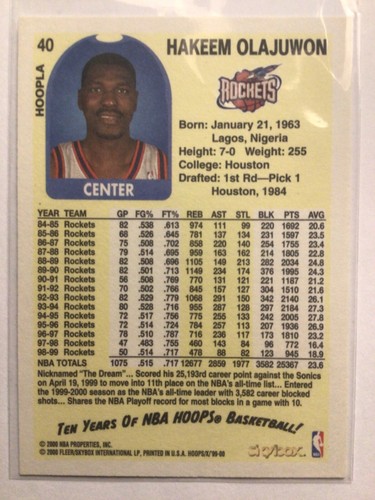 40
HAKEEM OLAJUWON
HOOPLA
ROCKETS
Born: January 21, 1963
Lagos, Nigeria
Height: 7-0 Weight: 255
College: Houston
Drafted: 1st Rd—Pick 1
Houston, 1984
CENTER
YEAR TEAM GP FG% FT% REB AST STL BLK PTS AVG
84-85 Rockets 82 .538 .613 974 111 99 220 1692 20.6
85-86 Rockets 68 .526 .645 781 137 134 231 1597 23.5
86-87 Rockets 75 .508 .702 858 220 140 254 1755 23.4
87-88 Rockets 79 .514 .695 959 163 162 214 1805 22.8
88-89 Rockets 82 .508 .696 1105 149 213 282 2034 24.8
89-90 Rockets 82 .501 .713 1149 234 174 376 1995 24.3
90-91 Rockets 56 .508 .769 770 131 121 221 1187 21.2
91-92 Rockets 70 .502 .766 845 157 127 304 1510 21.6
92-93 Rockets 82 .529 .779 1068 291 150 342 2140 26.1
93-94 Rockets 80 .528 .716 955 287 128 297 2184 27.3
94-95 Rockets 72 .517 .756 775 255 133 242 2005 27.8
95-96 Rockets 72 .514 .724 784 257 113 207 1936 26.9
96-97 Rockets 78 .510 .787 716 236 117 173 1810 23.2
97-98 Rockets 47 .483 .755 460 143 84 96 772 16.4
98-99 Rockets 50 .514 .717 478 88 82 123 945 18.9
NBA TOTALS 1075 .515 .717 12677 2859 1977 3582 25367 23.6
Nicknamed "The Dream"... Scored his 25,193rd career point against the Sonics
on April 19, 1999 to move into 11th place on the NBA's all-time list... Entered
the 1999-2000 season as the NBA's all-time leader with 3,582 career blocked
shots... Shares the NBA Playoff record for most blocks in a game with 10.
TEN YEARS OF NBA HOOPS® BASKETBALL!
© 2000 NBA PROPERTIES, INC.
© 2000 FLEER/SKYBOX INTERNATIONAL LP, PRINTED IN U.S.A. HOOPS/R/'99-00
skybox
NBA